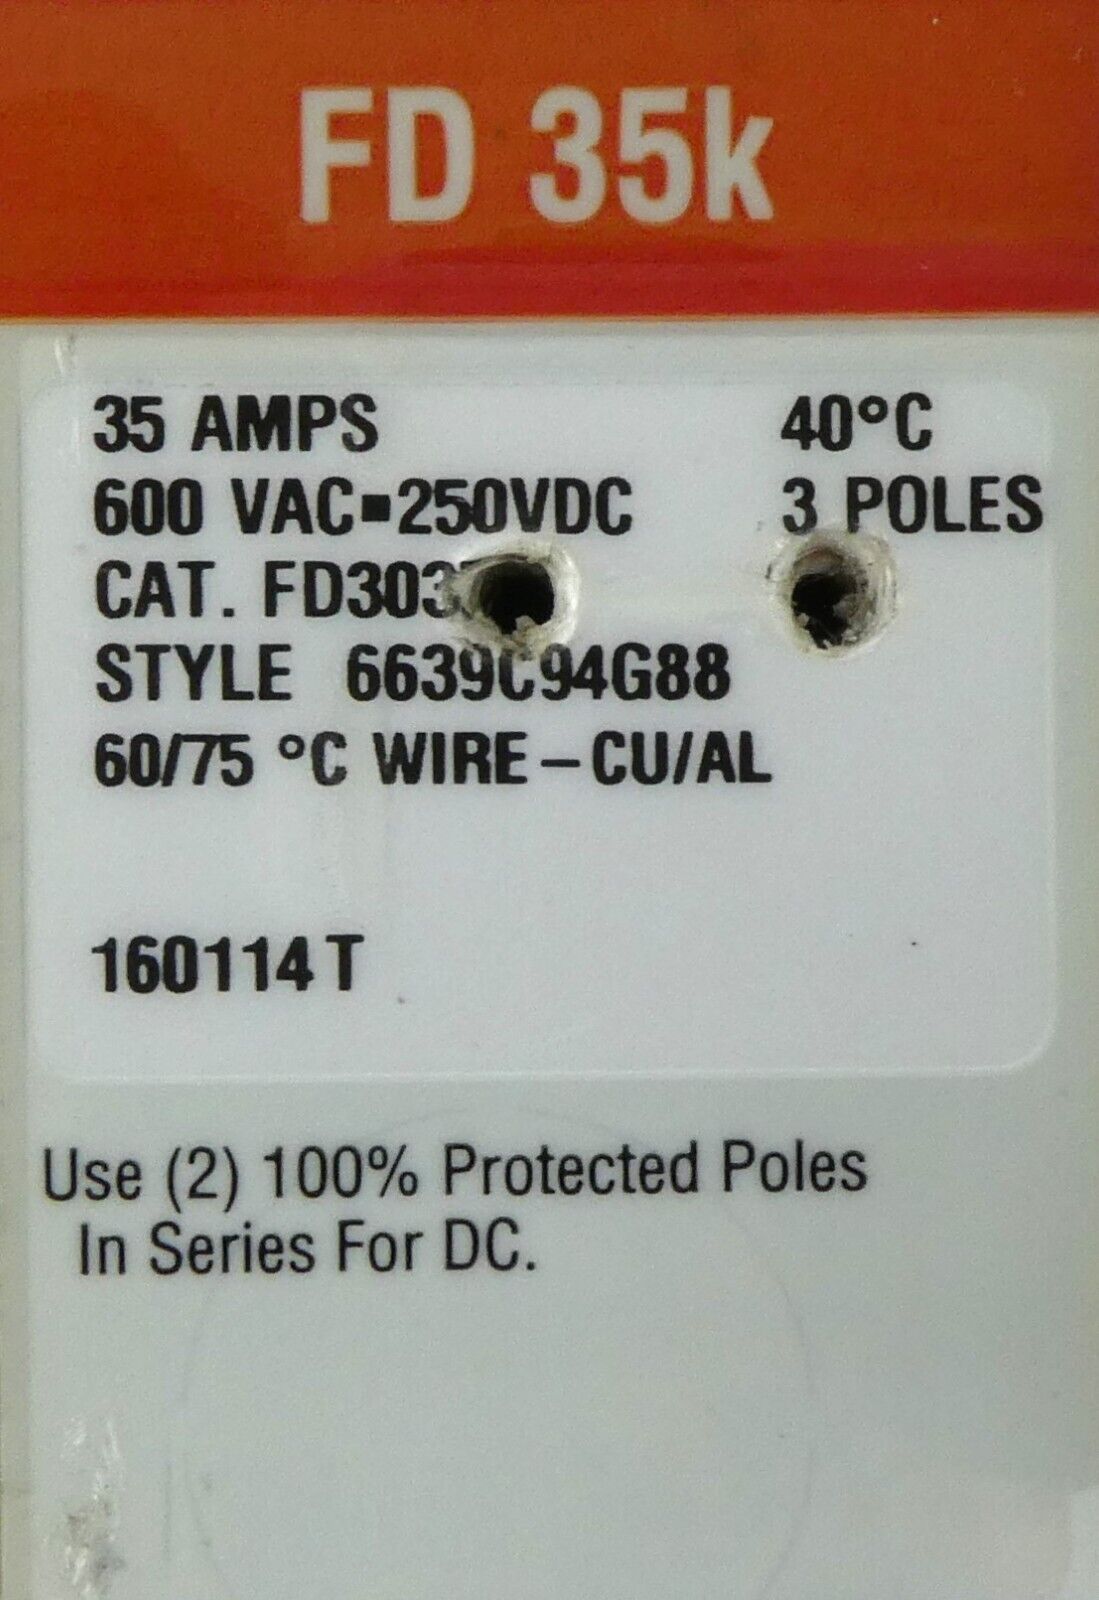 FD 35k
35 AMPS 40°C
600 VAC▪250VDC 3 POLES
CAT.
STYLE 6639C94G88
60/75 °C WIRE – CU/AL
160114 T
Use (2) 100% Protected Poles
In Series For DC.